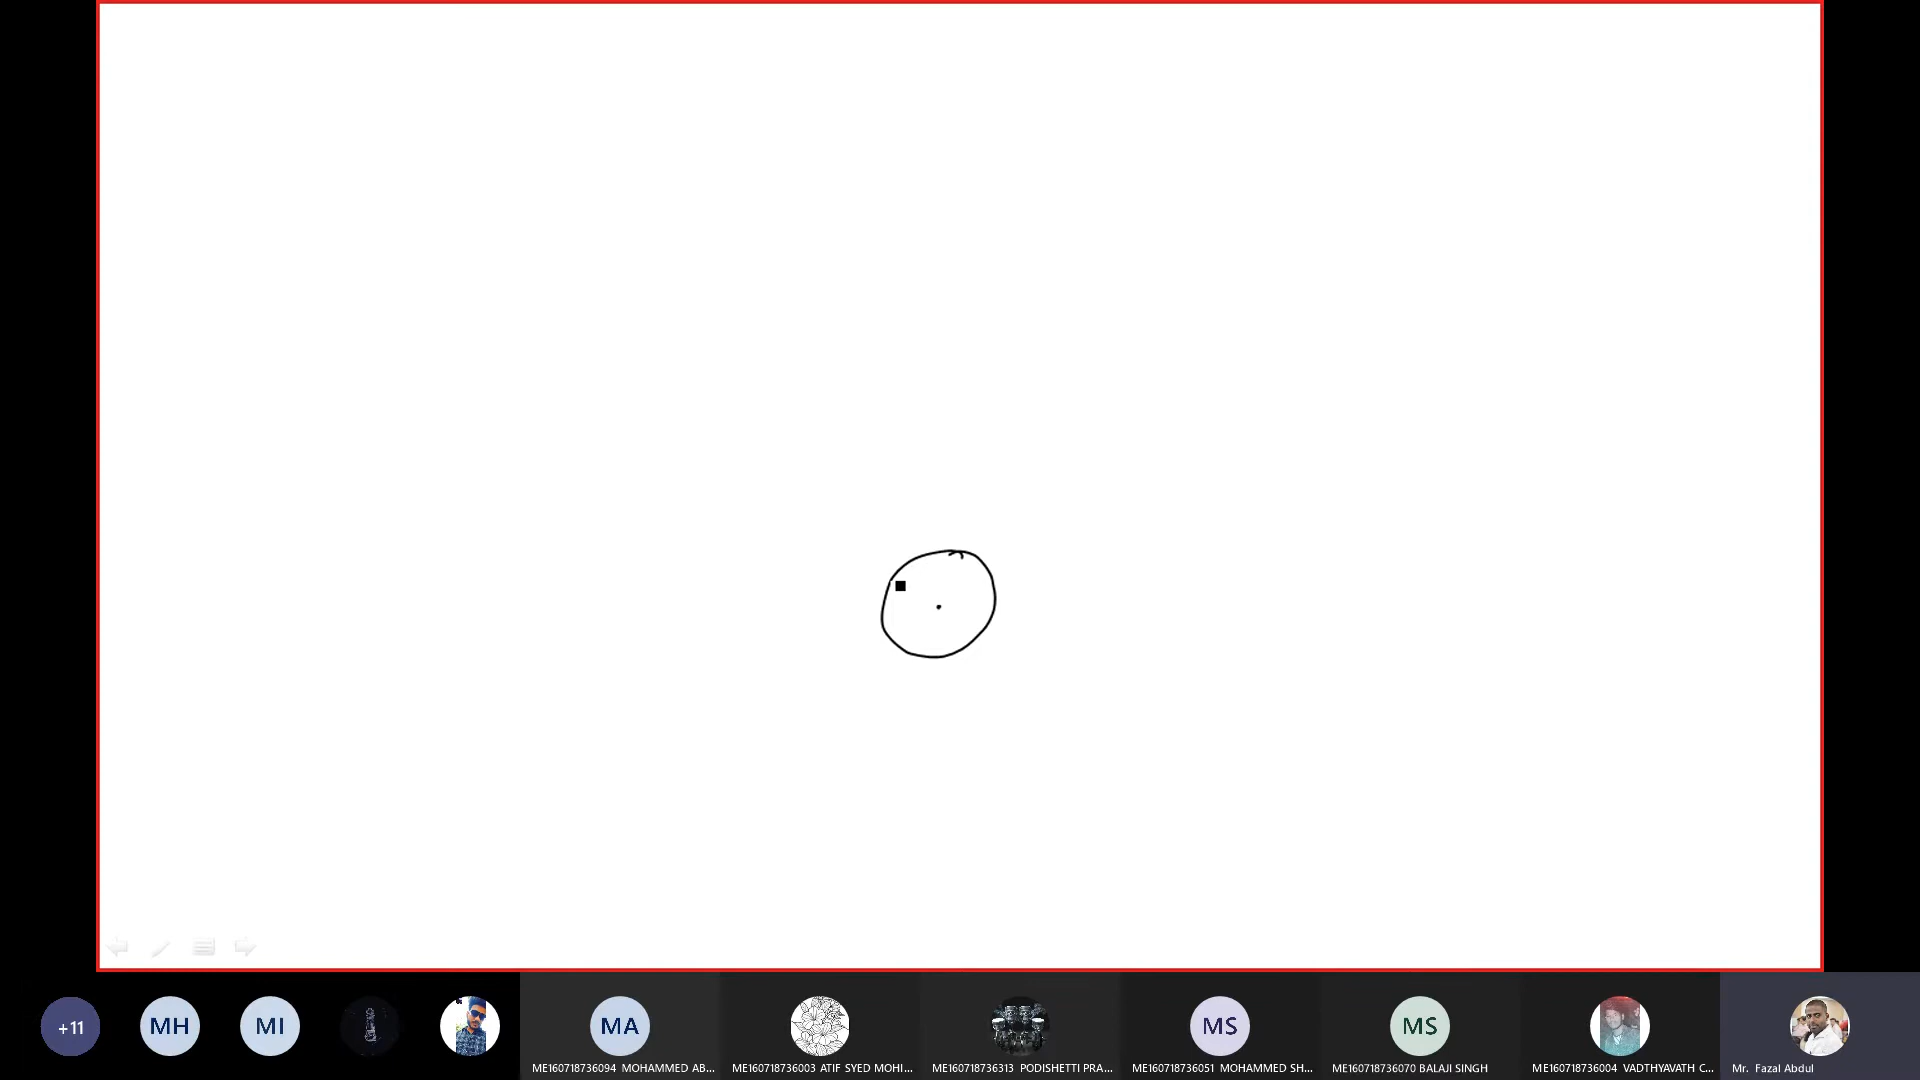 +11
MH
MI
MA
MS
MS
ME160718736094 MOHAMMED AB...
ME160718736003 ATIF SYED MOHI...
ME160718736313 PODISHETTI PRA...
ME160718736051 MOHAMMED SH...
ME160718736070 BALAJI SINGH
ME160718736004 VADTHYAVATH C...
Mr. Fazal Abdul